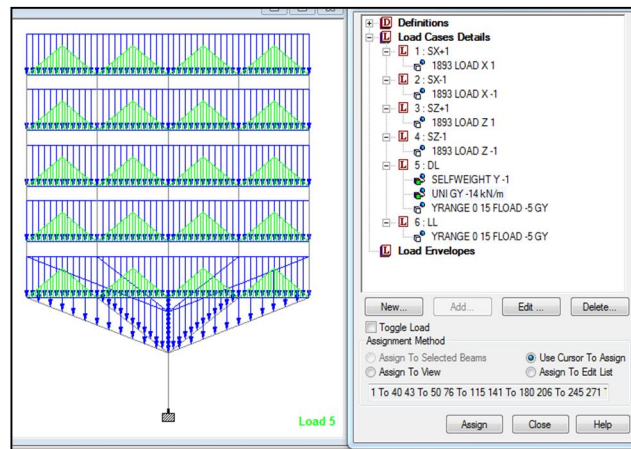 Load 5
Definitions
Load Cases Details
1 : SX+1
1893 LOAD X 1
2 : SX-1
1893 LOAD X -1
3 : SZ+1
1893 LOAD Z 1
4 : SZ-1
1893 LOAD Z -1
5 : DL
SELFWEIGHT Y -1
UNI GY -14 kN/m
YRANGE 0 15 FLOAD -5 GY
6 : LL
YRANGE 0 15 FLOAD -5 GY
Load Envelopes
New... Add... Edit ... Delete...
Toggle Load
Assignment Method
Assign To Selected Beams Use Cursor To Assign
Assign To View Assign To Edit List
1 To 40 43 To 50 76 To 115 141 To 180 206 To 245 271
Assign Close Help